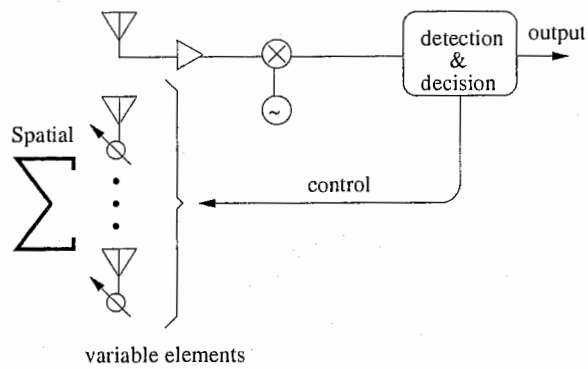 detection
&
decision
output
Spatial
control
variable elements